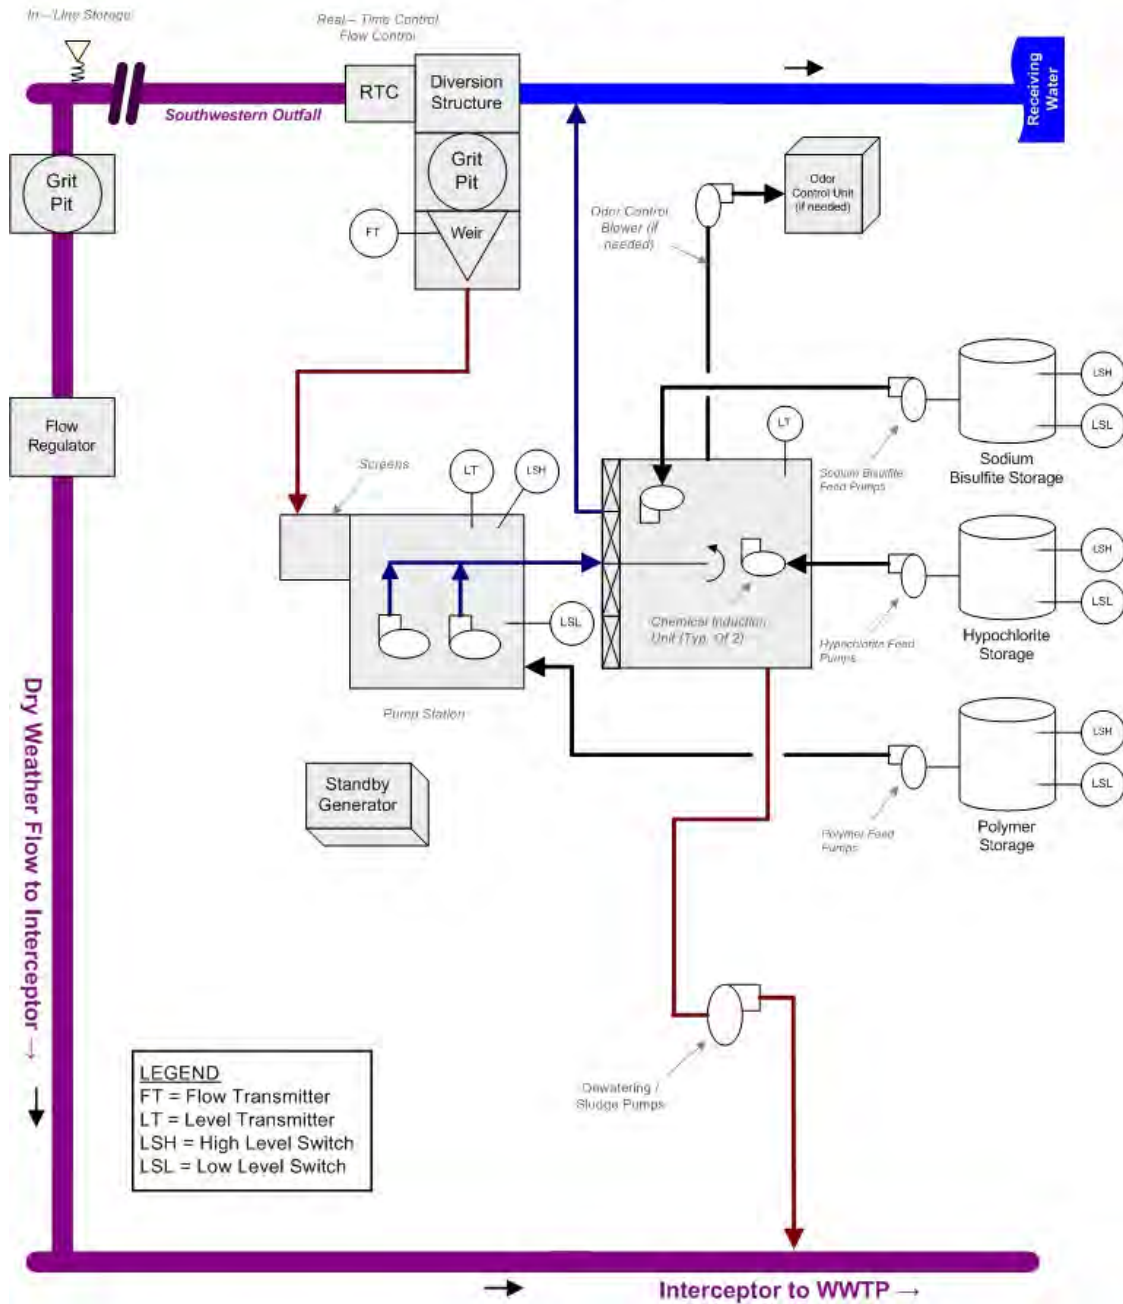 In-Line Storage
Real-Time Control
Flow Control
RTC
Diversion
Structure
Southwestern Outfall
Receiving
Water
Grit
Pit
Grit
Pit
Odor
Control Unit
(if needed)
Odor Control
Blower (if
needed)
FT
Weir
Flow
Regulator
LT
LSH
LSL
Sodium
Bisulfite Storage
Sodium Bisulfite
Feed Pumps
Screens
LT
LSH
LSL
Pump Station
Chemical Induction
Unit (Typ. Of 2)
LSH
LSL
Hypochlorite
Storage
Hypochlorite Feed
Pumps
LSH
LSL
Polymer
Storage
Polymer Feed
Pumps
Standby
Generator
Dry Weather Flow to Interceptor →
Dewatering /
Sludge Pumps
LEGEND
FT = Flow Transmitter
LT = Level Transmitter
LSH = High Level Switch
LSL = Low Level Switch
Interceptor to WWTP →